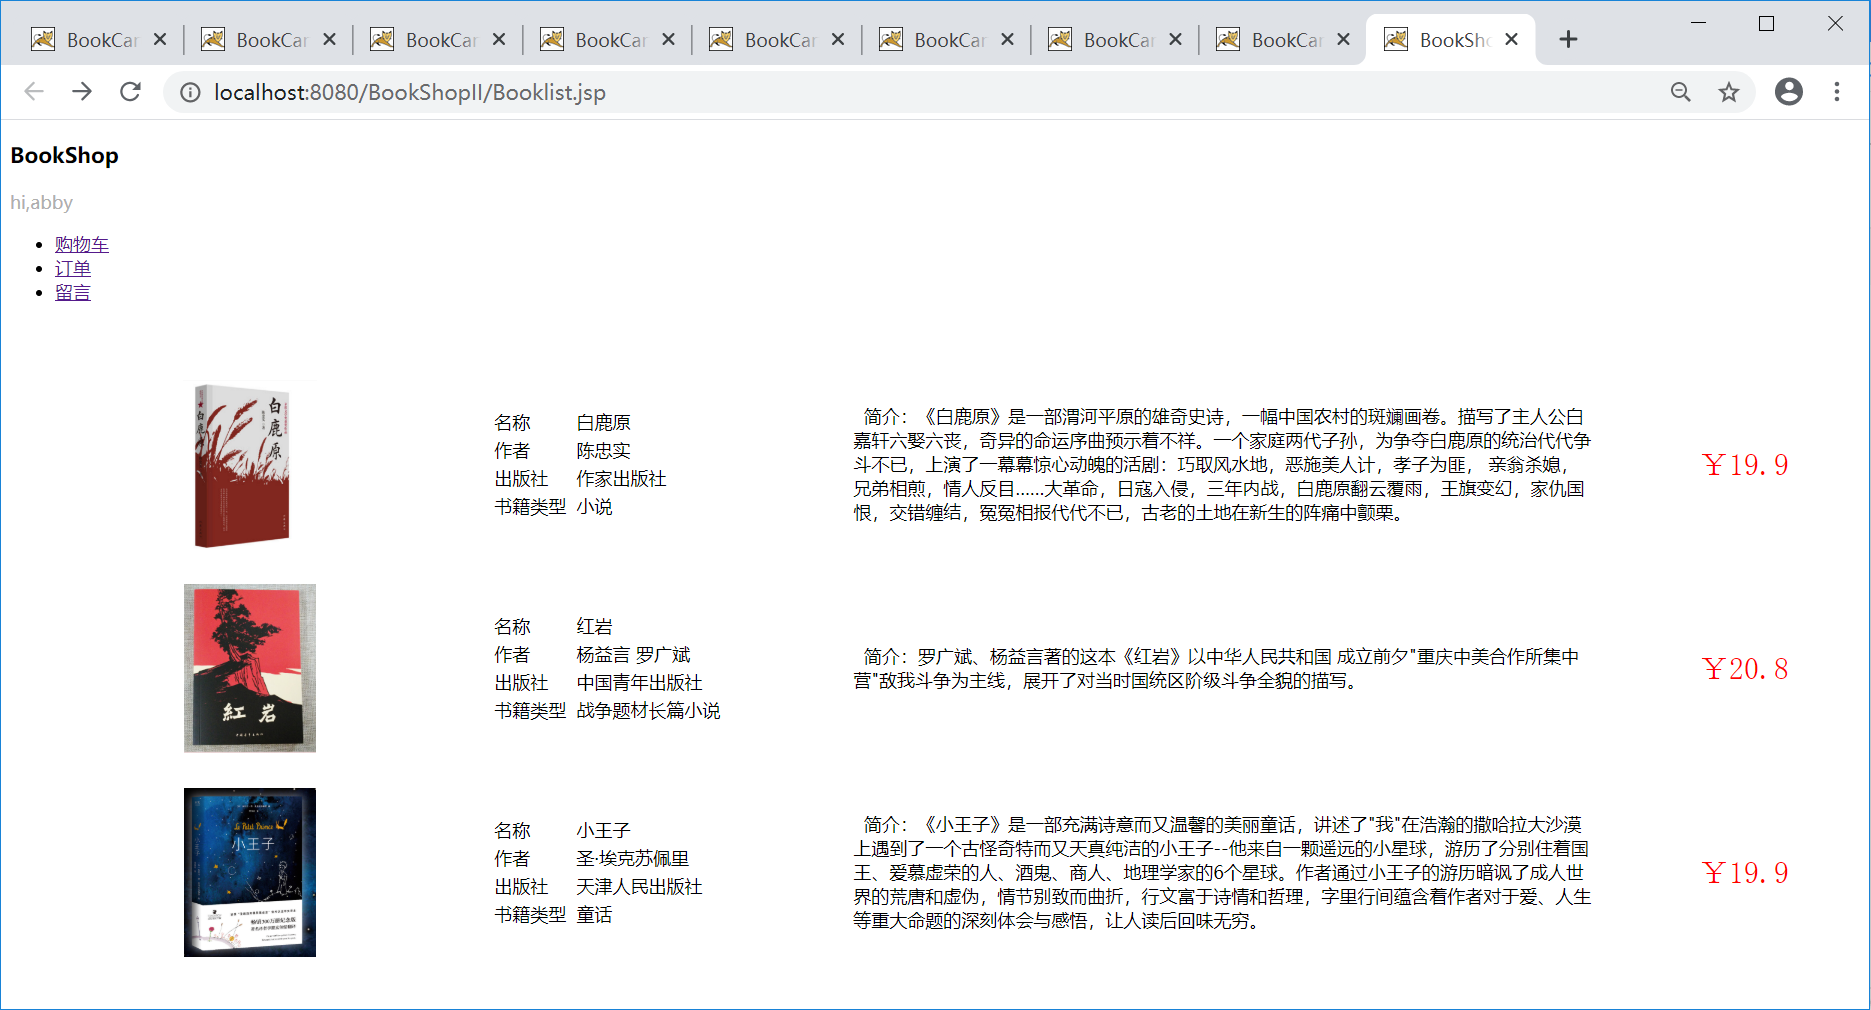 BookCar
BookCar
BookCar
BookCar
BookCar
BookCar
BookCar
BookCar
BookSho
localhost:8080/BookShopII/Booklist.jsp
BookShop
hi,abby
购物车
订单
留言
白鹿原
白鹿原
名称 白鹿原
作者 陈忠实
出版社 作家出版社
书籍类型 小说
简介：《白鹿原》是一部渭河平原的雄奇史诗，一幅中国农村的斑斓画卷。描写了主人公白
嘉轩六娶六丧，奇异的命运序曲预示着不祥。一个家庭两代子孙，为争夺白鹿原的统治代代争
斗不已，上演了一幕幕惊心动魄的活剧：巧取风水地，恶施美人计，孝子为匪， 亲翁杀媳，
兄弟相煎，情人反目……大革命，日寇入侵，三年内战，白鹿原翻云覆雨，王旗变幻，家仇国
恨，交错缠结，冤冤相报代代不已，古老的土地在新生的阵痛中颤栗。
￥19.9
紅岩
名称 红岩
作者 杨益言 罗广斌
出版社 中国青年出版社
书籍类型 战争题材长篇小说
简介：罗广斌、杨益言著的这本《红岩》以中华人民共和国 成立前夕"重庆中美合作所集中
营"敌我斗争为主线，展开了对当时国统区阶级斗争全貌的描写。
￥20.8
Le Petit Prince
小王子
名称 小王子
作者 圣·埃克苏佩里
出版社 天津人民出版社
书籍类型 童话
简介：《小王子》是一部充满诗意而又温馨的美丽童话，讲述了"我"在浩瀚的撒哈拉大沙漠
上遇到了一个古怪奇特而又天真纯洁的小王子--他来自一颗遥远的小星球，游历了分别住着国
王、爱慕虚荣的人、酒鬼、商人、地理学家的6个星球。作者通过小王子的游历暗讽了成人世
界的荒唐和虚伪，情节别致而曲折，行文富于诗情和哲理，字里行间蕴含着作者对于爱、人生
等重大命题的深刻体会与感悟，让人读后回味无穷。
￥19.9